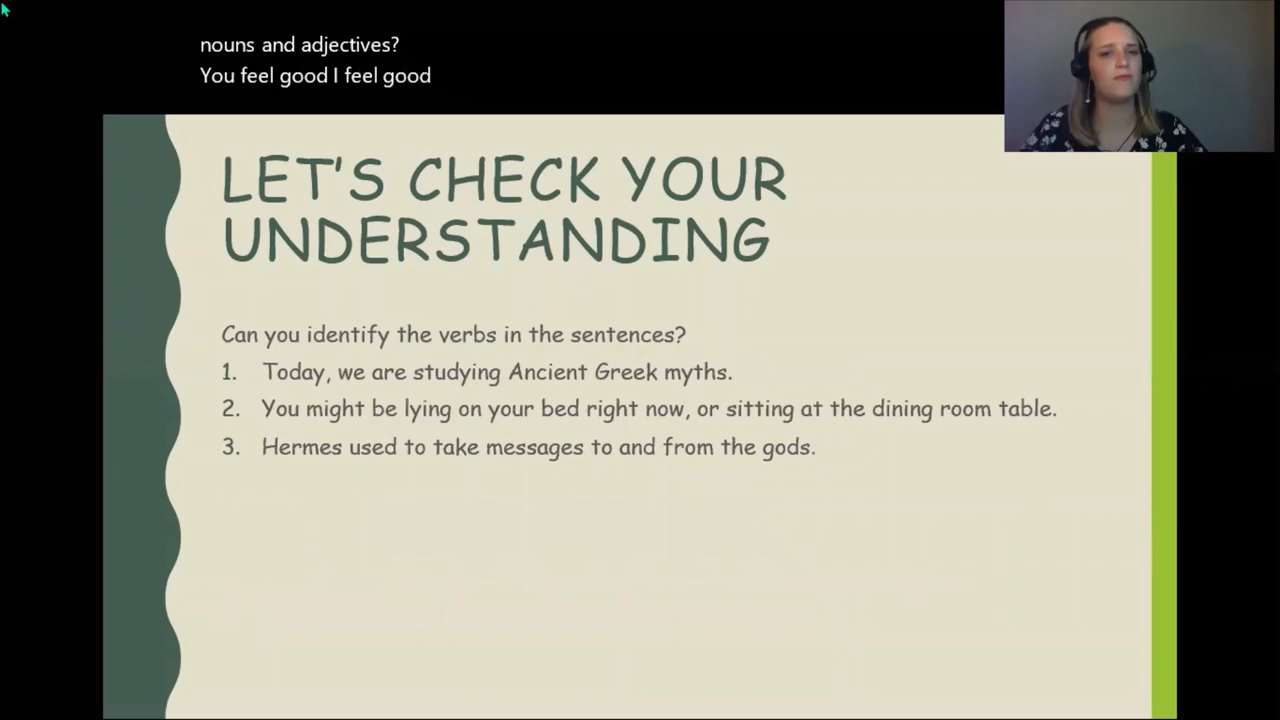 nouns and adjectives?
You feel good I feel good
LET'S CHECK YOUR
UNDERSTANDING
Can you identify the verbs in the sentences?
1. Today, we are studying Ancient Greek myths.
2. You might be lying on your bed right now, or sitting at the dining room table.
3. Hermes used to take messages to and from the gods.